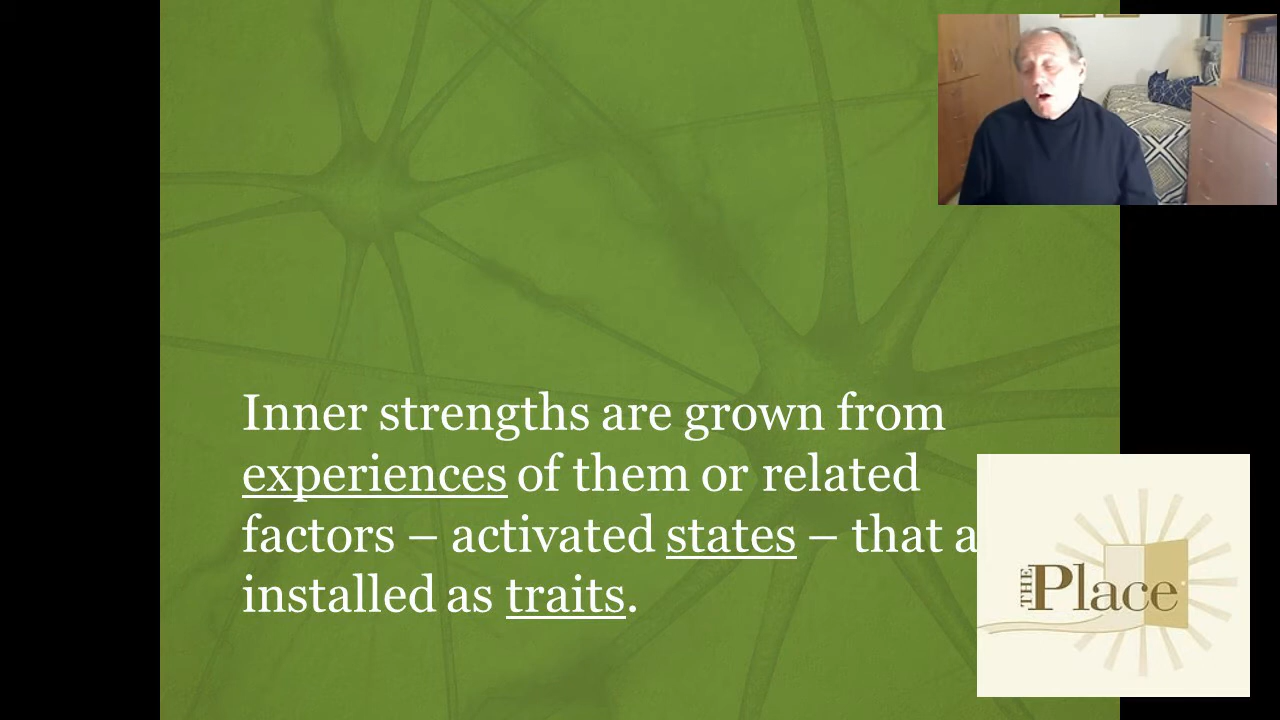 Inner strengths are grown from
experiences of them or related
factors – activated states – that a
installed as traits.
THE Place